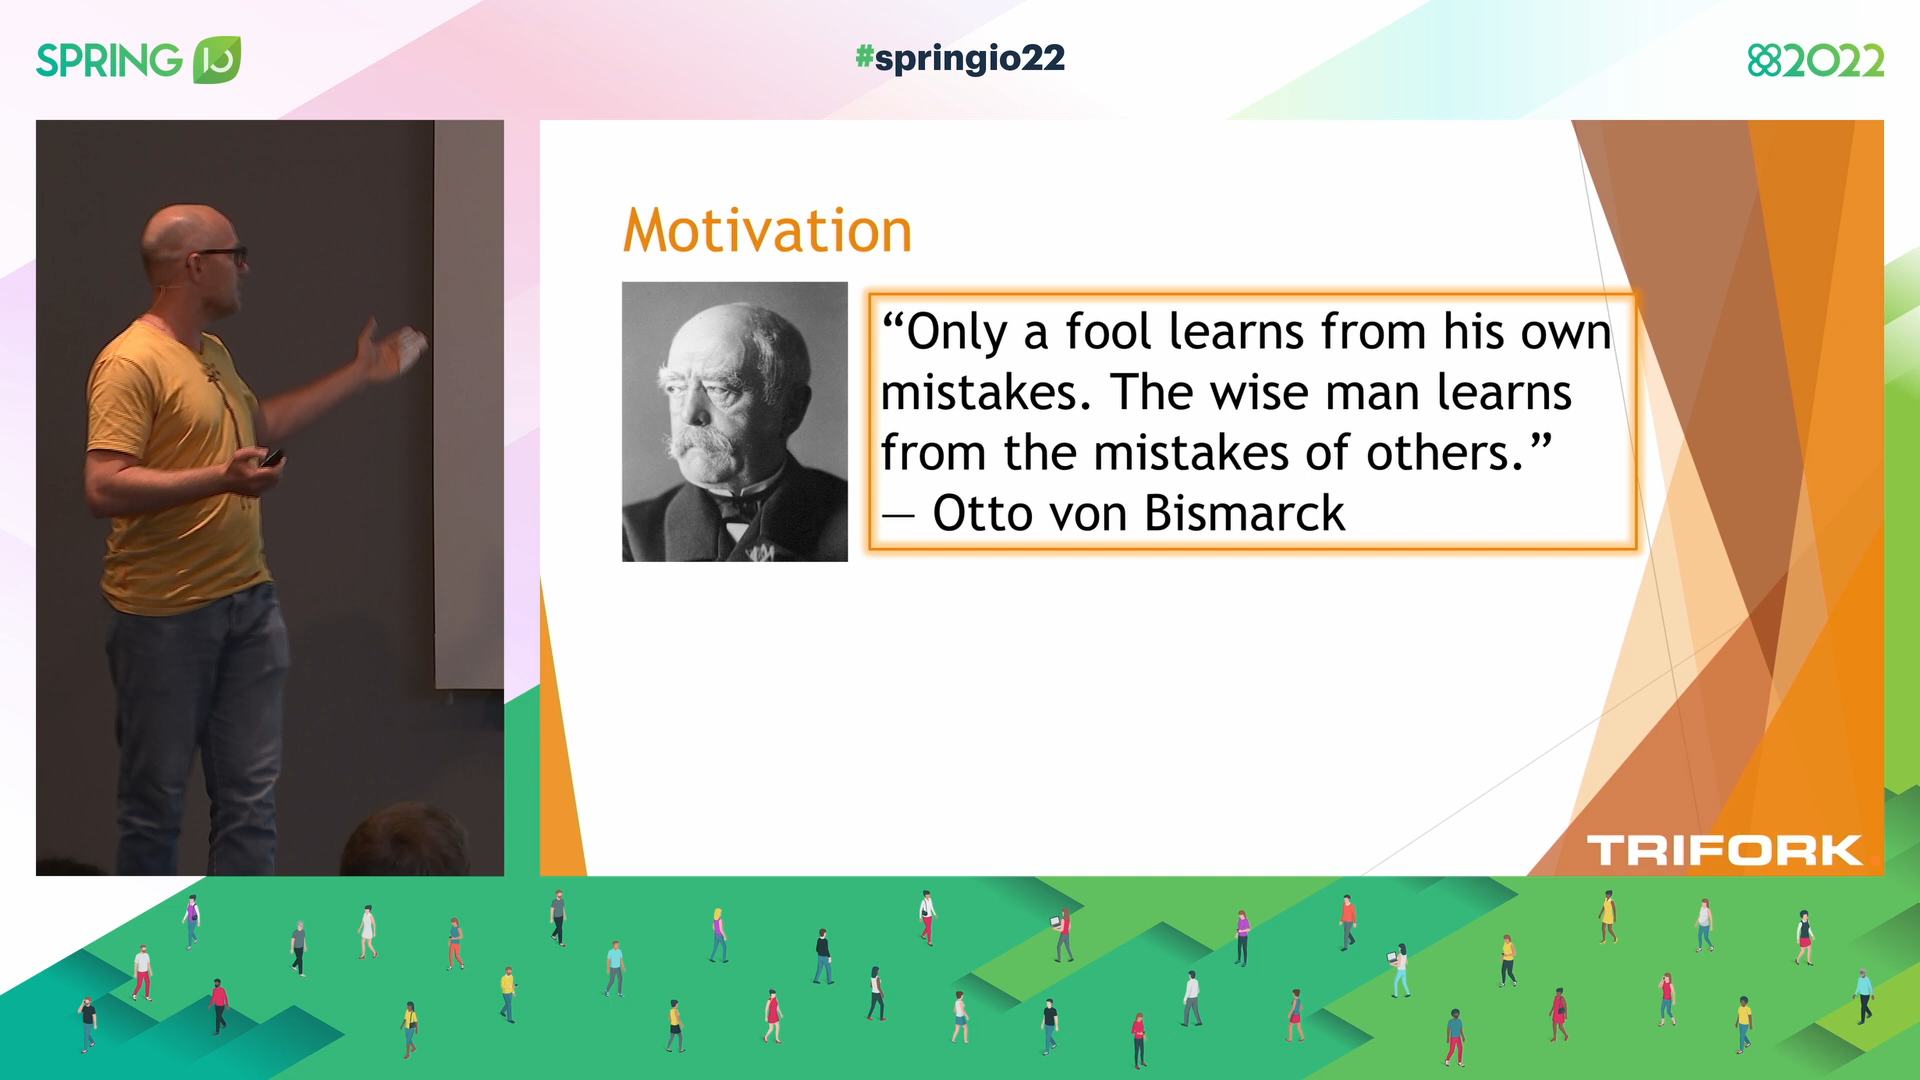 SPRING IO
#springio22
2022
Motivation
“Only a fool learns from his own
mistakes. The wise man learns
from the mistakes of others.”
— Otto von Bismarck
TRIFORK